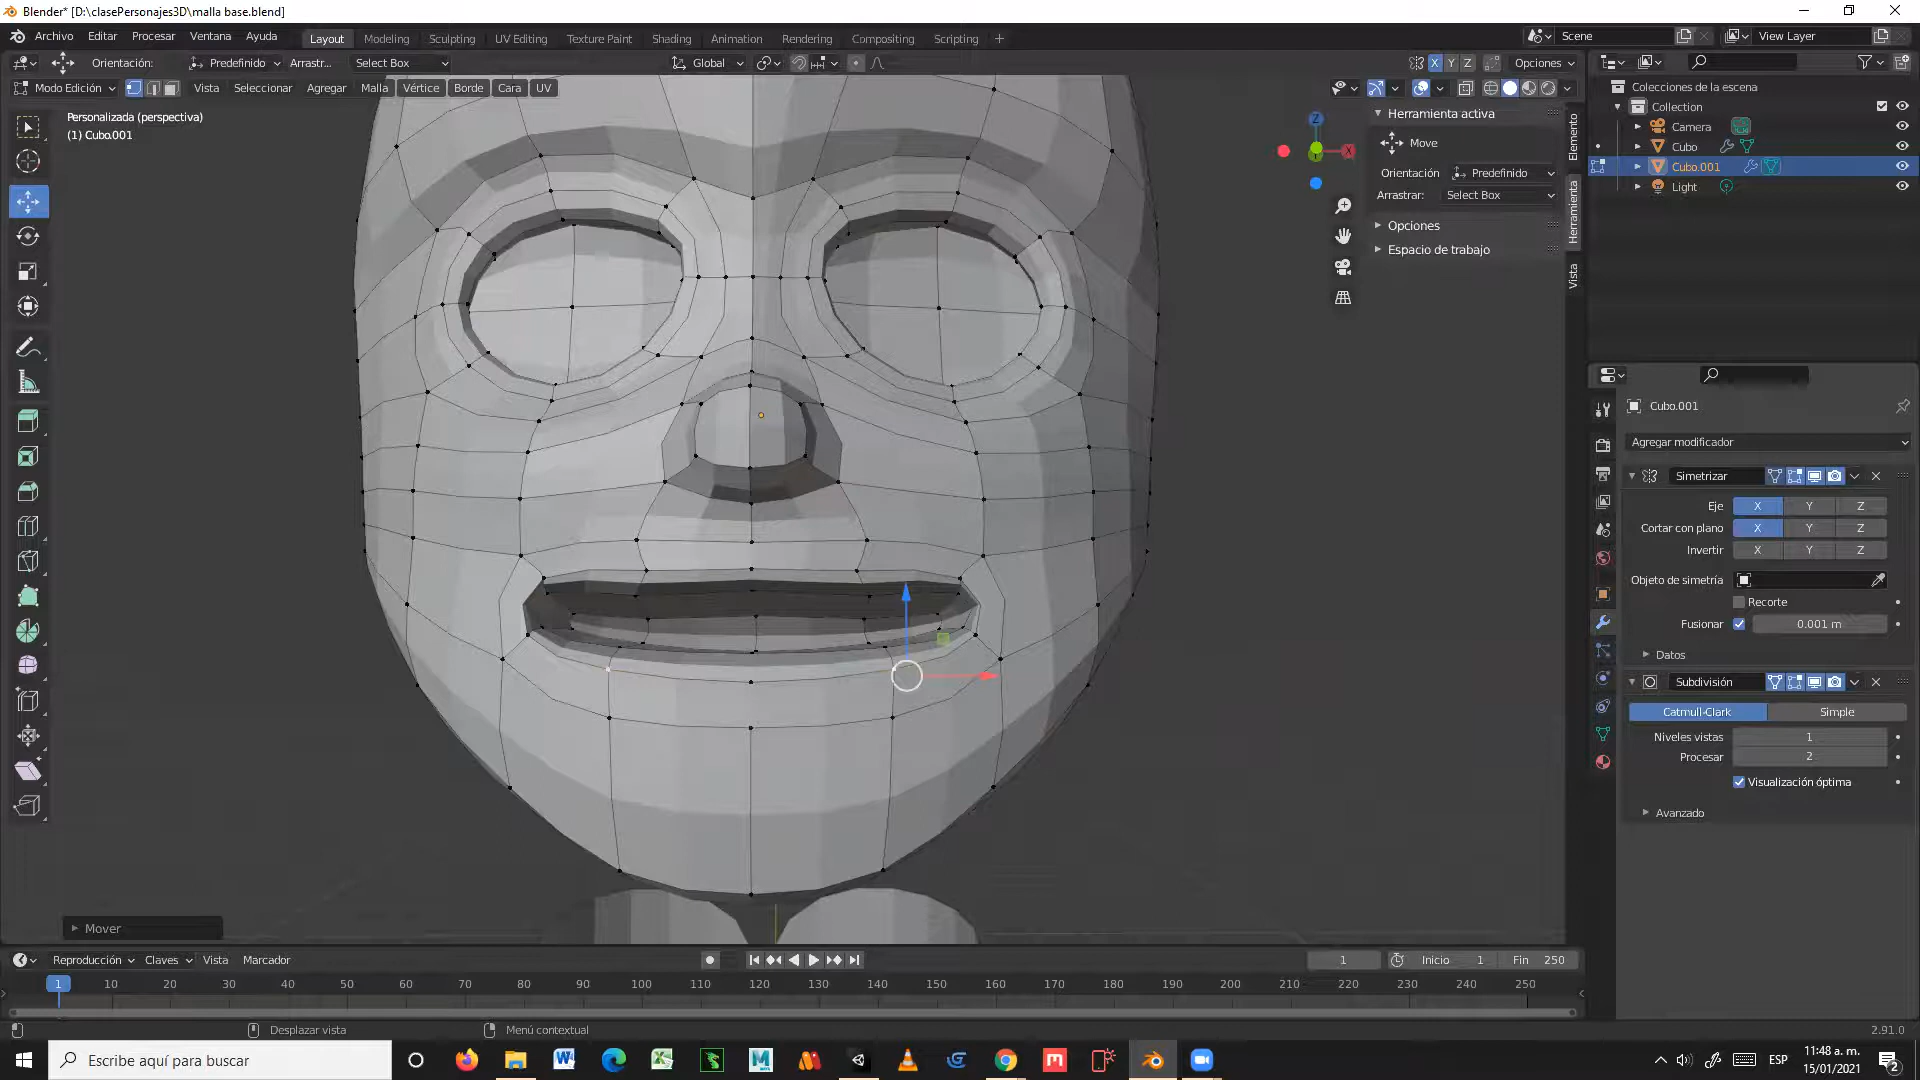 Blender* [D:\clasePersonajes3D\malla base.blend]
Archivo Editar Procesar Ventana Ayuda Layout Modeling Sculpting UV Editing Texture Paint Shading Animation Rendering Compositing Scripting + Scene View Layer
Orientación: Predefinido Arrastr... Select Box Global X Y Z Opciones
Modo Edición Vista Seleccionar Agregar Malla Vértice Borde Cara UV
Personalizada (perspectiva)
(1) Cubo.001
Z
X
Herramienta activa
Move
Orientación Predefinido
Arrastrar: Select Box
Opciones
Espacio de trabajo
Elemento
Herramienta
Vista
Colecciones de la escena
Collection
Camera
Cubo
Cubo.001
Light
Cubo.001
Agregar modificador
Simetrizar
Eje X Y Z
Cortar con plano X Y Z
Invertir X Y Z
Objeto de simetría
Recorte
Fusionar 0.001 m
Datos
Subdivisión
Catmull-Clark Simple
Niveles vistas 1
Procesar 2
Visualización óptima
Avanzado
Mover
Reproducción Claves Vista Marcador 1 Inicio 1 Fin 250
1 10 20 30 40 50 60 70 80 90 100 110 120 130 140 150 160 170 180 190 200 210 220 230 240 250
Desplazar vista Menú contextual 2.91.0
Escribe aquí para buscar
ESP
11:48 a. m.
15/01/2021
2